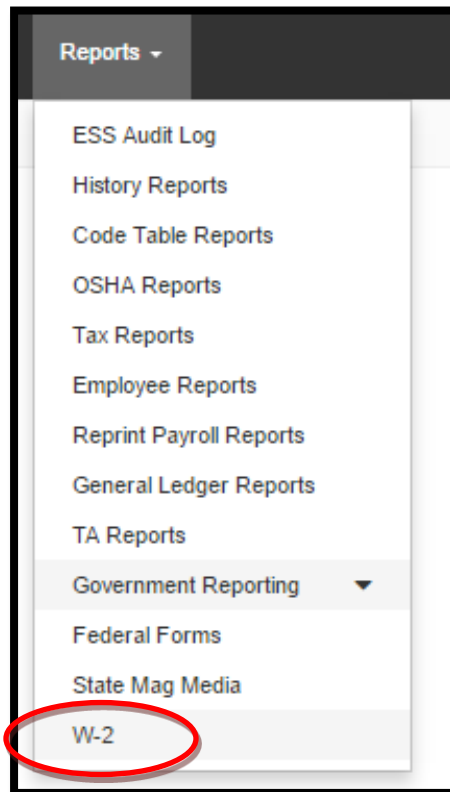 Reports
ESS Audit Log
History Reports
Code Table Reports
OSHA Reports
Tax Reports
Employee Reports
Reprint Payroll Reports
General Ledger Reports
TA Reports
Government Reporting
Federal Forms
State Mag Media
W-2